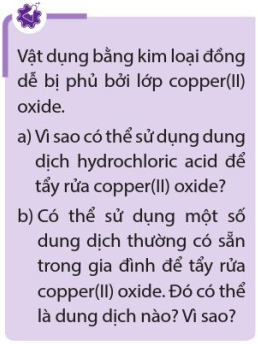 Vật dụng bằng kim loại đồng
dễ bị phủ bởi lớp copper(II)
oxide.
a) Vì sao có thể sử dụng dung
dịch hydrochloric acid để
tẩy rửa copper(II) oxide?
b) Có thể sử dụng một số
dung dịch thường có sẵn
trong gia đình để tẩy rửa
copper(II) oxide. Đó có thể
là dung dịch nào? Vì sao?